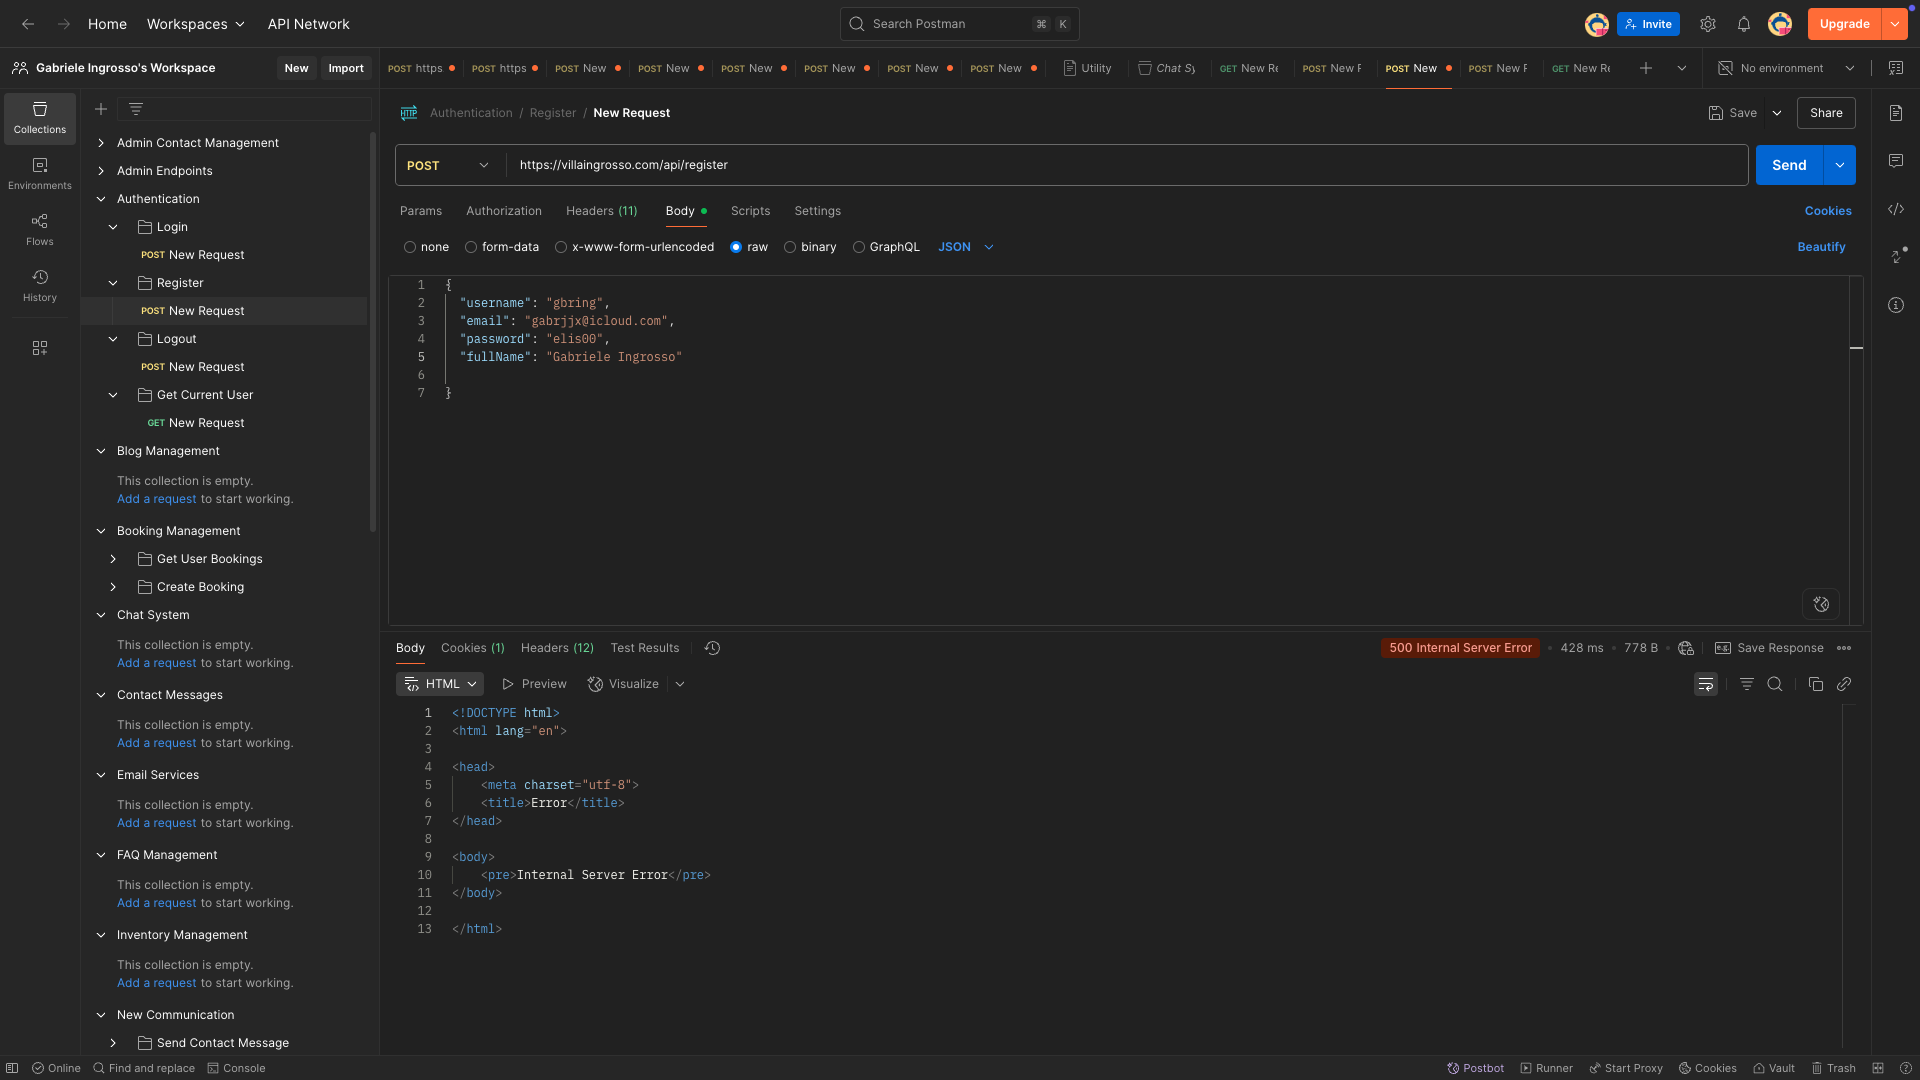 Home
Workspaces
API Network
Search Postman
⌘ K
Invite
Upgrade
Gabriele Ingrosso's Workspace
New
Import
POST https
POST https
POST New
POST New
POST New
POST New
POST New
POST New
Utility
Chat Sy
GET New Re
POST New F
POST New
POST New F
GET New Re
No environment
Collections
Environments
Flows
History
Admin Contact Management
Admin Endpoints
Authentication
Login
POST New Request
Register
POST New Request
Logout
POST New Request
Get Current User
GET New Request
Blog Management
This collection is empty.
Add a request to start working.
Booking Management
Get User Bookings
Create Booking
Chat System
This collection is empty.
Add a request to start working.
Contact Messages
This collection is empty.
Add a request to start working.
Email Services
This collection is empty.
Add a request to start working.
FAQ Management
This collection is empty.
Add a request to start working.
Inventory Management
This collection is empty.
Add a request to start working.
New Communication
Send Contact Message
HTTP Authentication / Register / New Request
Save
Share
POST
https://villaingrosso.com/api/register
Send
Params
Authorization
Headers (11)
Body
Scripts
Settings
Cookies
none
form-data
x-www-form-urlencoded
raw
binary
GraphQL
JSON
Beautify
1 {
2 "username": "gbring",
3 "email": "gabrjjx@icloud.com",
4 "password": "elis00",
5 "fullName": "Gabriele Ingrosso"
6
7 }
Body
Cookies (1)
Headers (12)
Test Results
500 Internal Server Error
428 ms
778 B
Save Response
HTML
Preview
Visualize
1 <!DOCTYPE html>
2 <html lang="en">
3
4 <head>
5 <meta charset="utf-8">
6 <title>Error</title>
7 </head>
8
9 <body>
10 <pre>Internal Server Error</pre>
11 </body>
12
13 </html>
Online
Find and replace
Console
Postbot
Runner
Start Proxy
Cookies
Vault
Trash